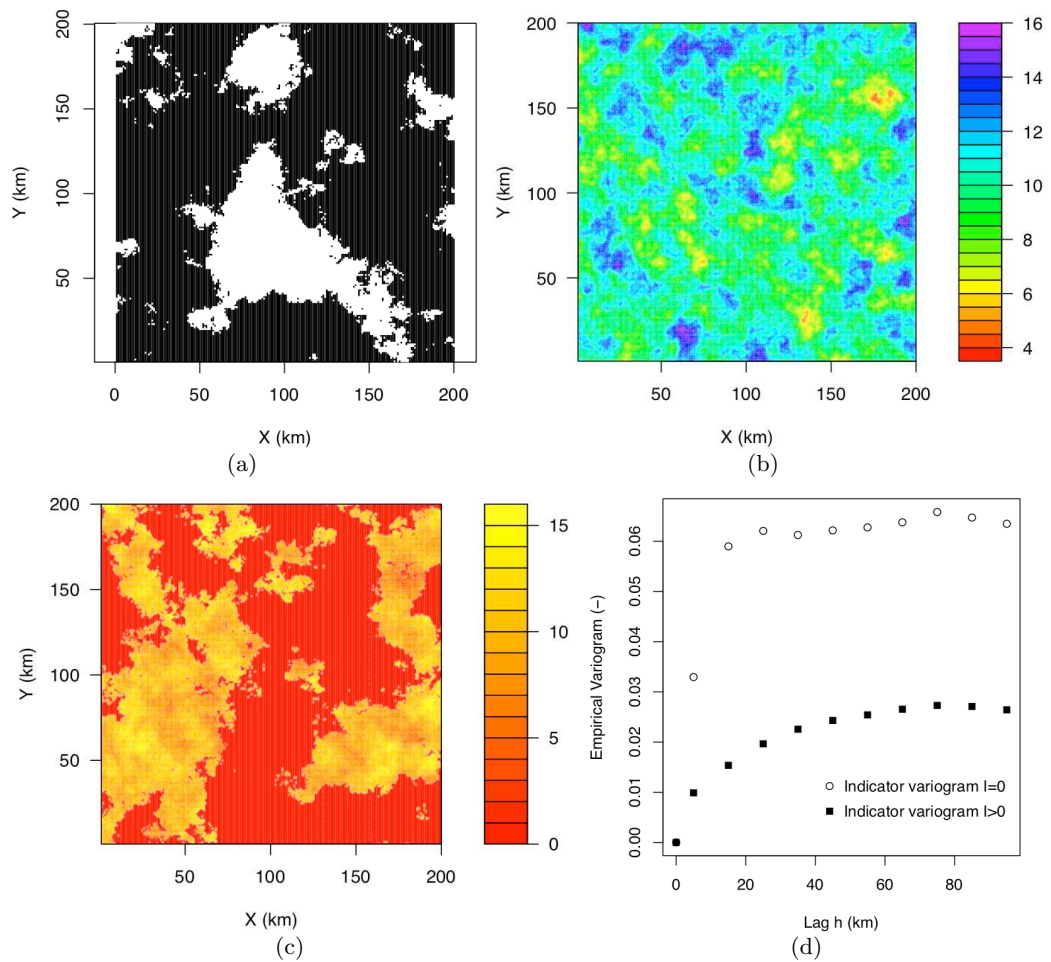 200
150
100
50
Y (km)
0 50 100 150 200
X (km)
(a)
200
150
100
50
Y (km)
50 100 150 200
X (km)
16
14
12
10
8
6
4
(b)
200
150
100
50
Y (km)
50 100 150 200
X (km)
15
10
5
0
(c)
0.06
0.05
0.04
0.03
0.02
0.01
0.00
Empirical Variogram (−)
Indicator variogram I=0
Indicator variogram I>0
0 20 40 60 80
Lag h (km)
(d)